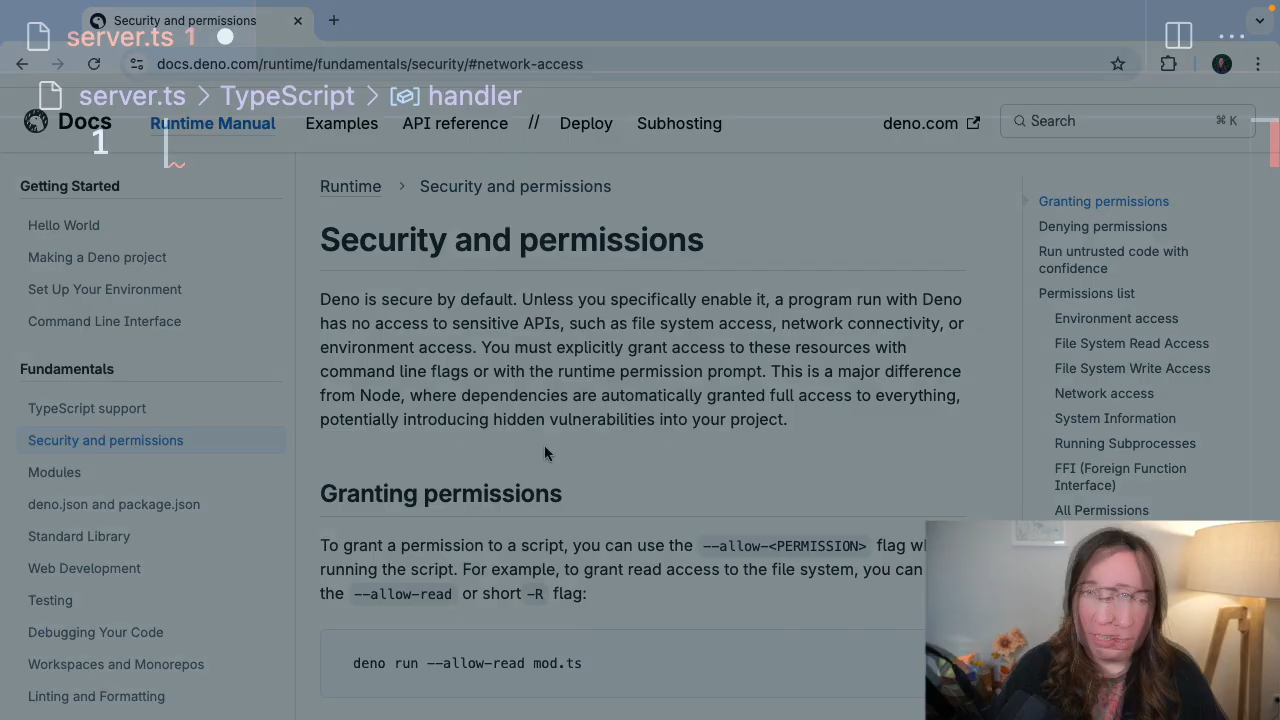 Security and permissions
server.ts 1
docs.deno.com/runtime/fundamentals/security/#network-access
server.ts > TypeScript > handler
Docs
Runtime Manual
Examples
API reference
//
Deploy
Subhosting
deno.com
Search
⌘ K
1
Getting Started
Hello World
Making a Deno project
Set Up Your Environment
Command Line Interface
Fundamentals
TypeScript support
Security and permissions
Modules
deno.json and package.json
Standard Library
Web Development
Testing
Debugging Your Code
Workspaces and Monorepos
Linting and Formatting
Runtime > Security and permissions
Security and permissions
Deno is secure by default. Unless you specifically enable it, a program run with Deno
has no access to sensitive APIs, such as file system access, network connectivity, or
environment access. You must explicitly grant access to these resources with
command line flags or with the runtime permission prompt. This is a major difference
from Node, where dependencies are automatically granted full access to everything,
potentially introducing hidden vulnerabilities into your project.
Granting permissions
To grant a permission to a script, you can use the --allow-<PERMISSION> flag
running the script. For example, to grant read access to the file system, you can
the --allow-read or short -R flag:
deno run --allow-read mod.ts
Granting permissions
Denying permissions
Run untrusted code with
confidence
Permissions list
Environment access
File System Read Access
File System Write Access
Network access
System Information
Running Subprocesses
FFI (Foreign Function
Interface)
All Permissions